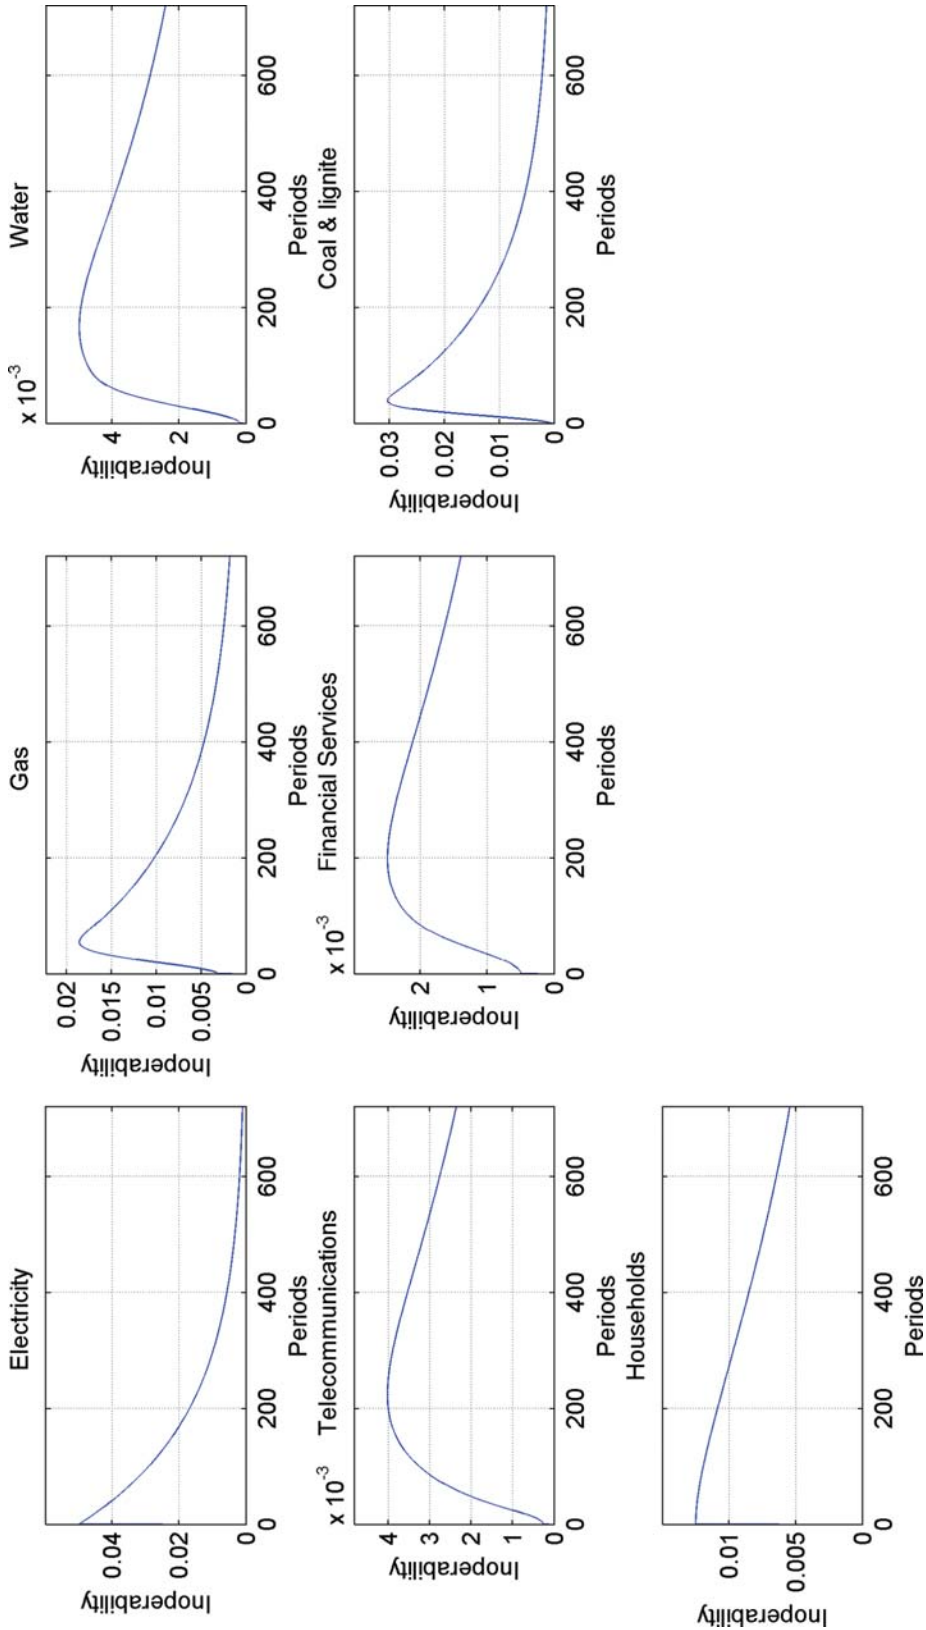 Electricity
Inoperability
0.04
0.02
0
0 200 400 600
Periods
Gas
Inoperability
0.02
0.015
0.01
0.005
0
0 200 400 600
Periods
Water
x 10-3
Inoperability
4
2
0
0 200 400 600
Periods
Telecommunications
x 10-3
Inoperability
4
3
2
1
0
0 200 400 600
Periods
Financial Services
x 10-3
Inoperability
2
1
0
0 200 400 600
Periods
Coal & lignite
Inoperability
0.03
0.02
0.01
0
0 200 400 600
Periods
Households
Inoperability
0.01
0.005
0
0 200 400 600
Periods